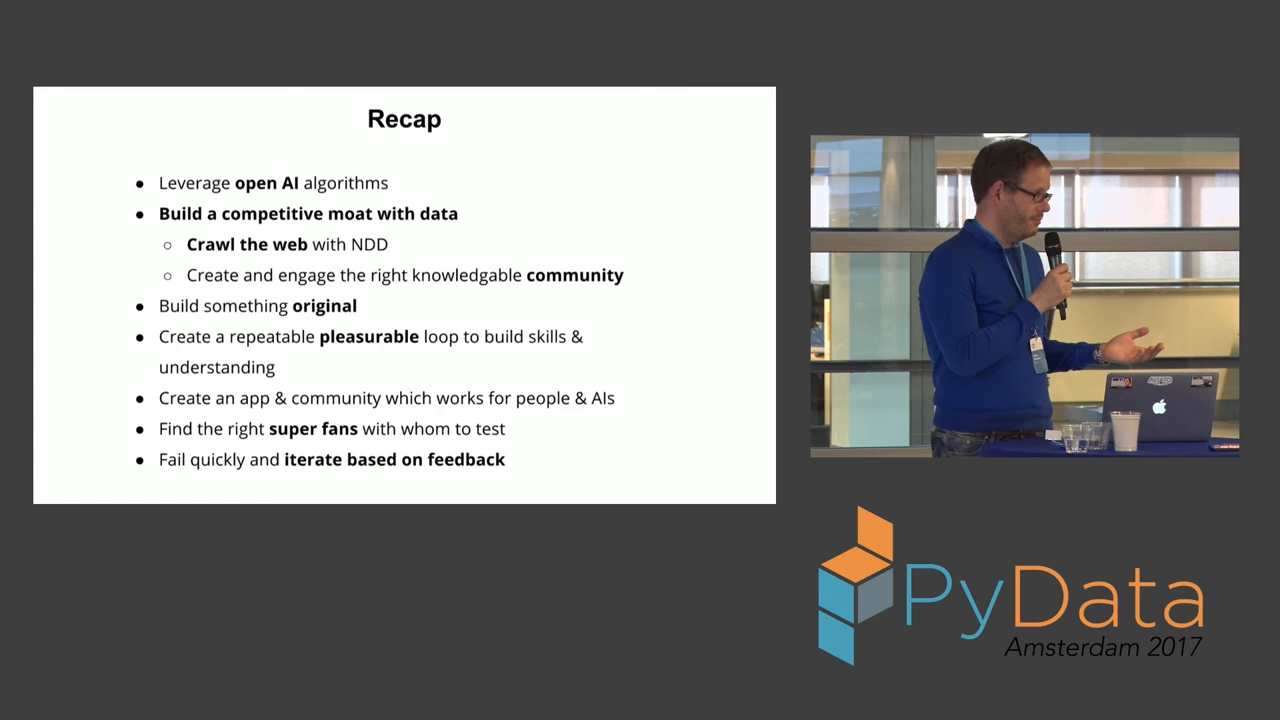 Recap
● Leverage open AI algorithms
● Build a competitive moat with data
○ Crawl the web with NDD
○ Create and engage the right knowledgable community
● Build something original
● Create a repeatable pleasurable loop to build skills &
understanding
● Create an app & community which works for people & AIs
● Find the right super fans with whom to test
● Fail quickly and iterate based on feedback
PyData
Amsterdam 2017